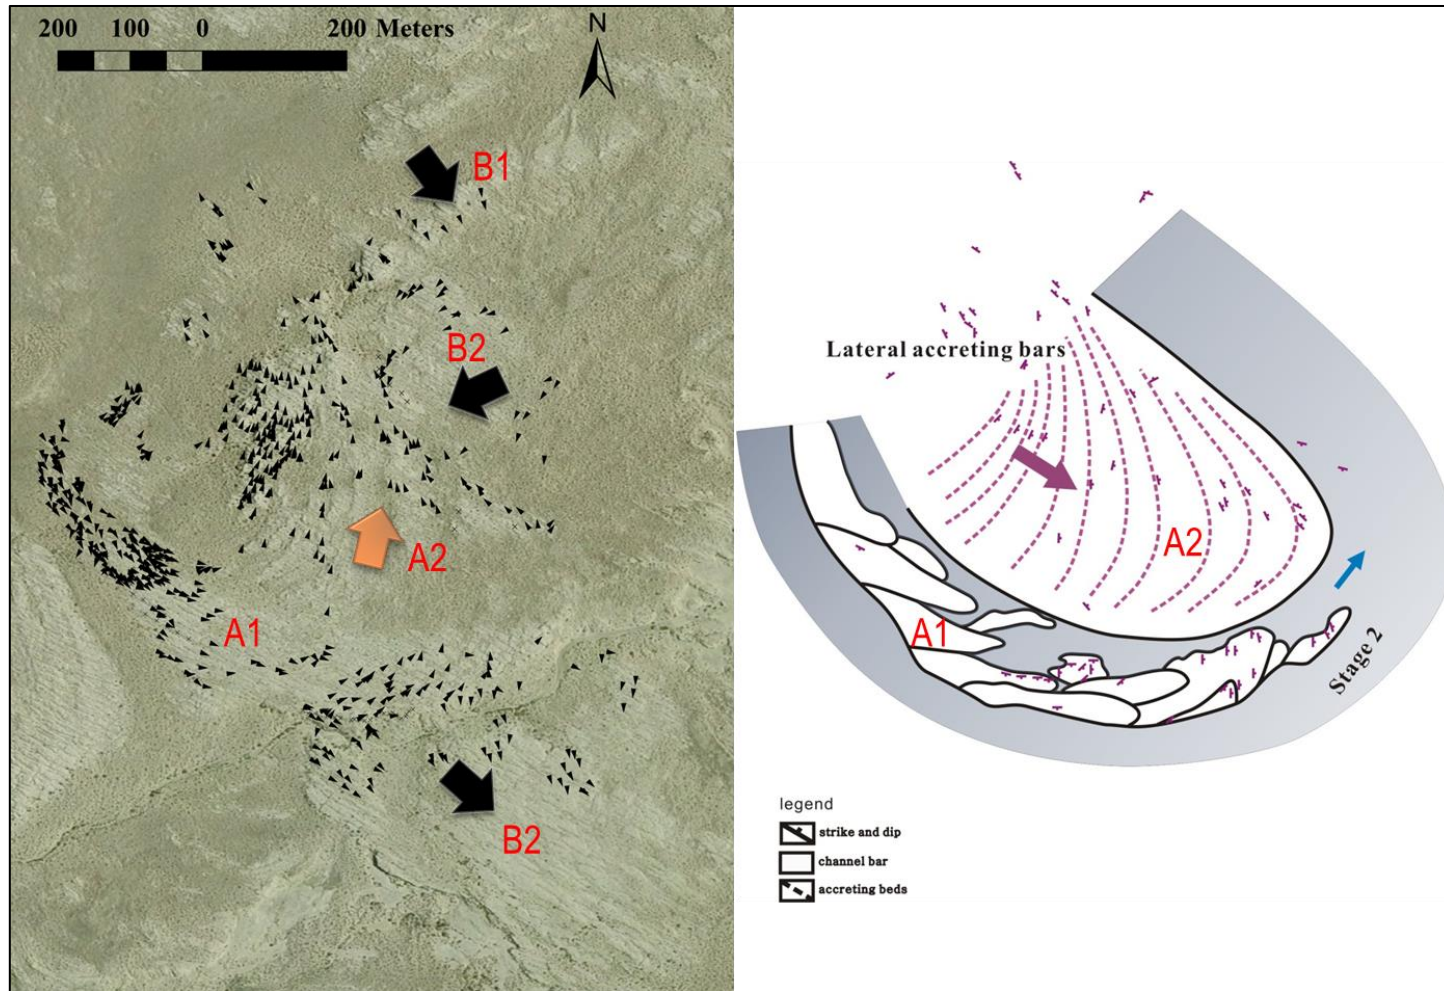 200 100 0 200 Meters
N
B1
B2
A2
A1
B2
Lateral accreting bars
A2
A1
Stage 2
legend
strike and dip
channel bar
accreting beds